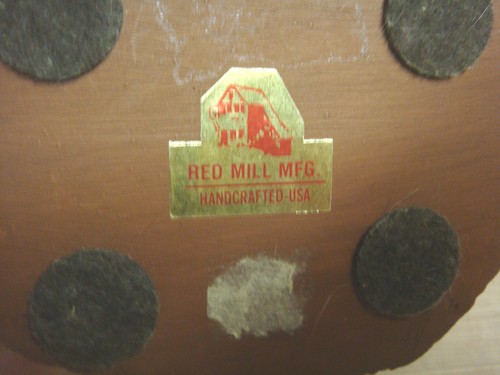 RED MILL MFG.
HANDCRAFTED-USA